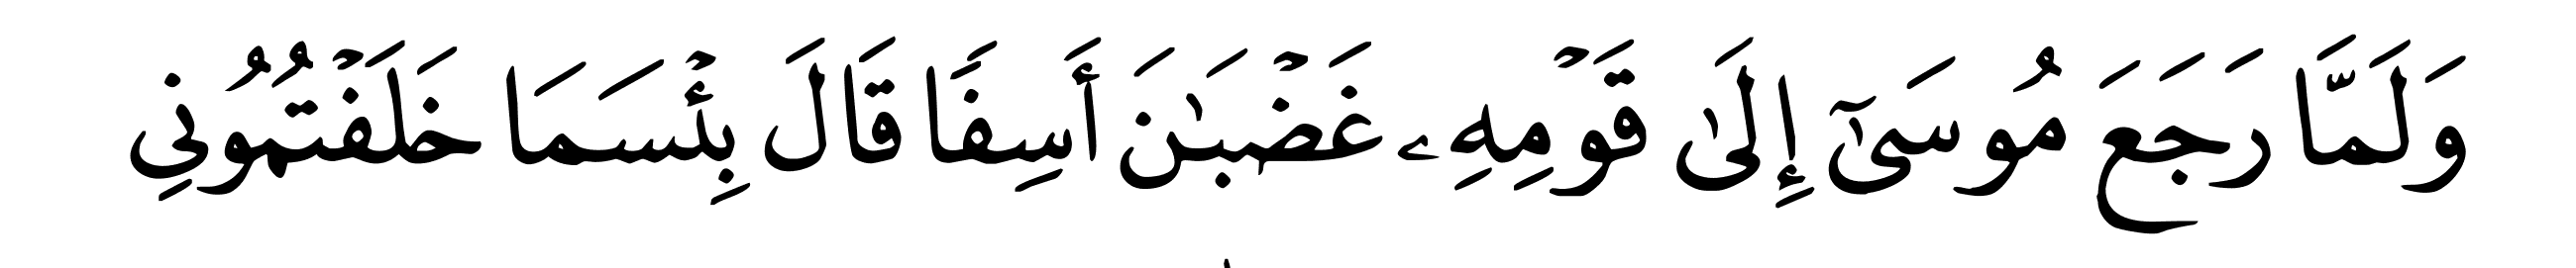 وَلَمَّا رَجَعَ مُوسَىٰٓ إِلَىٰ قَوْمِهِۦ غَضْبَـٰنَ أَسِفًا قَالَ بِئْسَمَا خَلَفْتُمُونِي